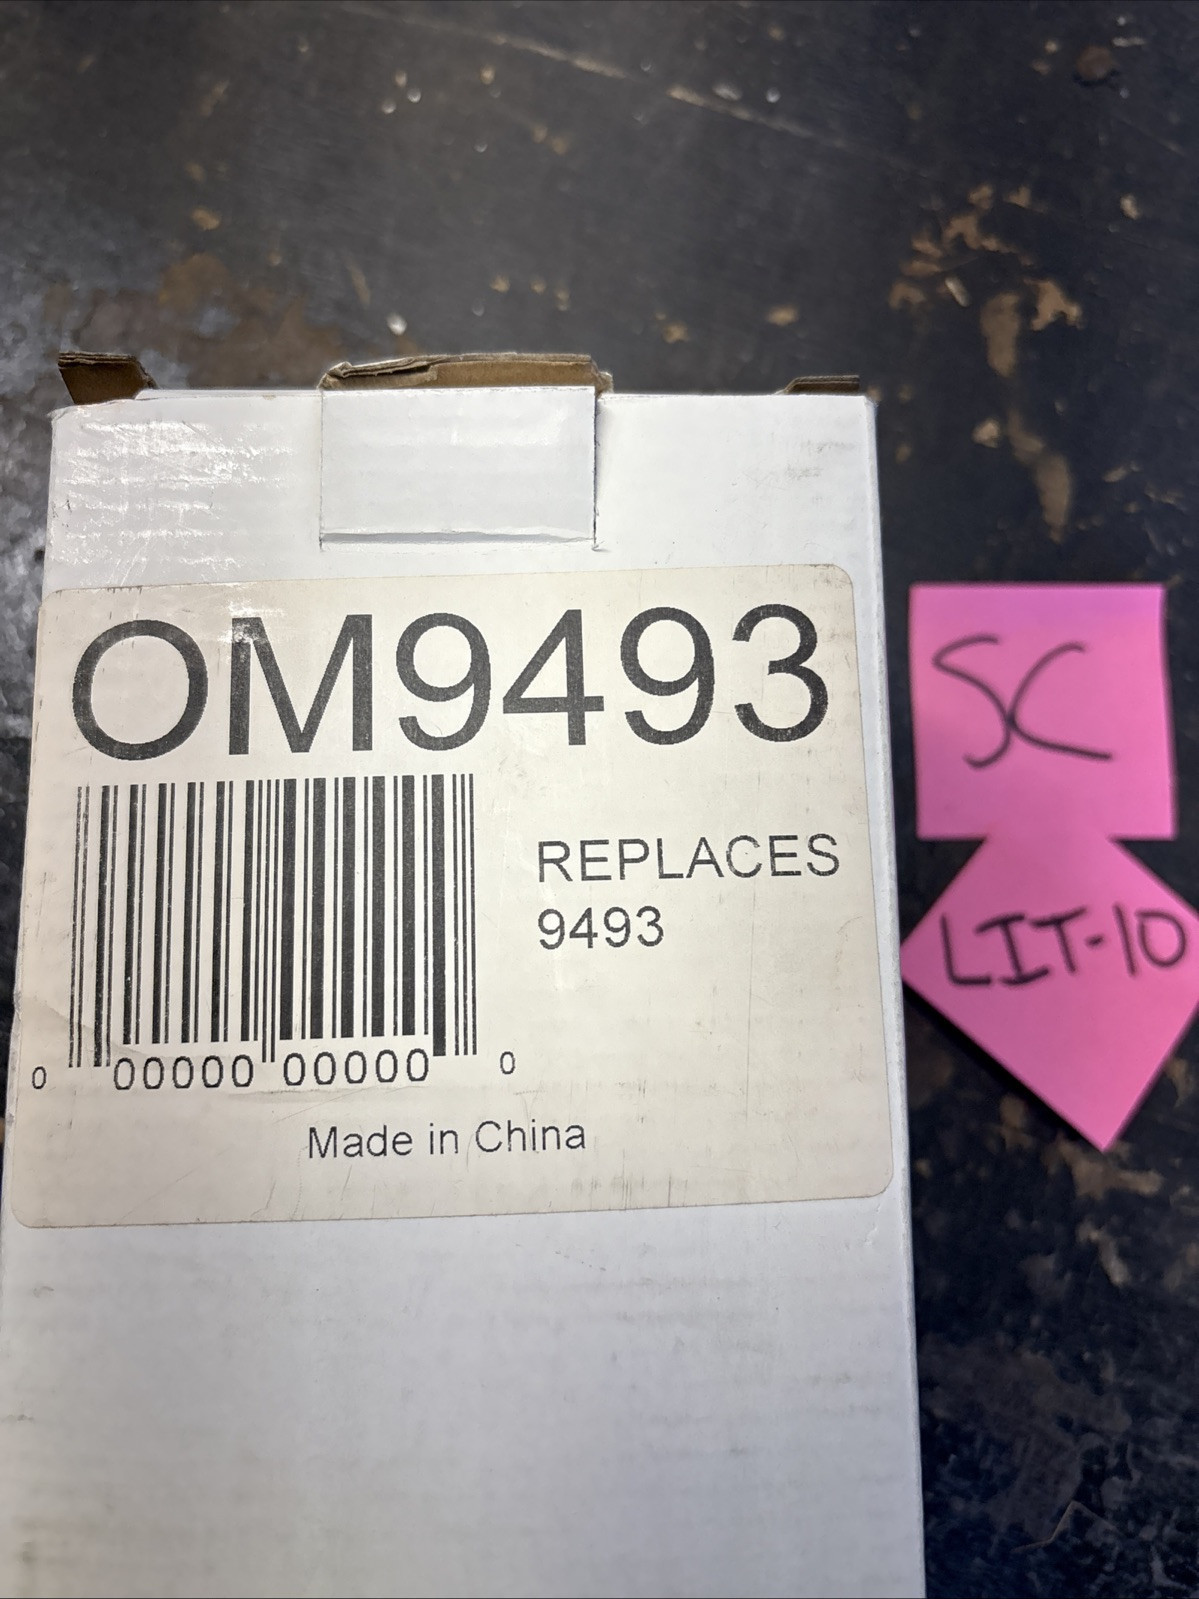 OM9493
REPLACES
9493
0 00000 00000 0
Made in China
SC
LIT-10